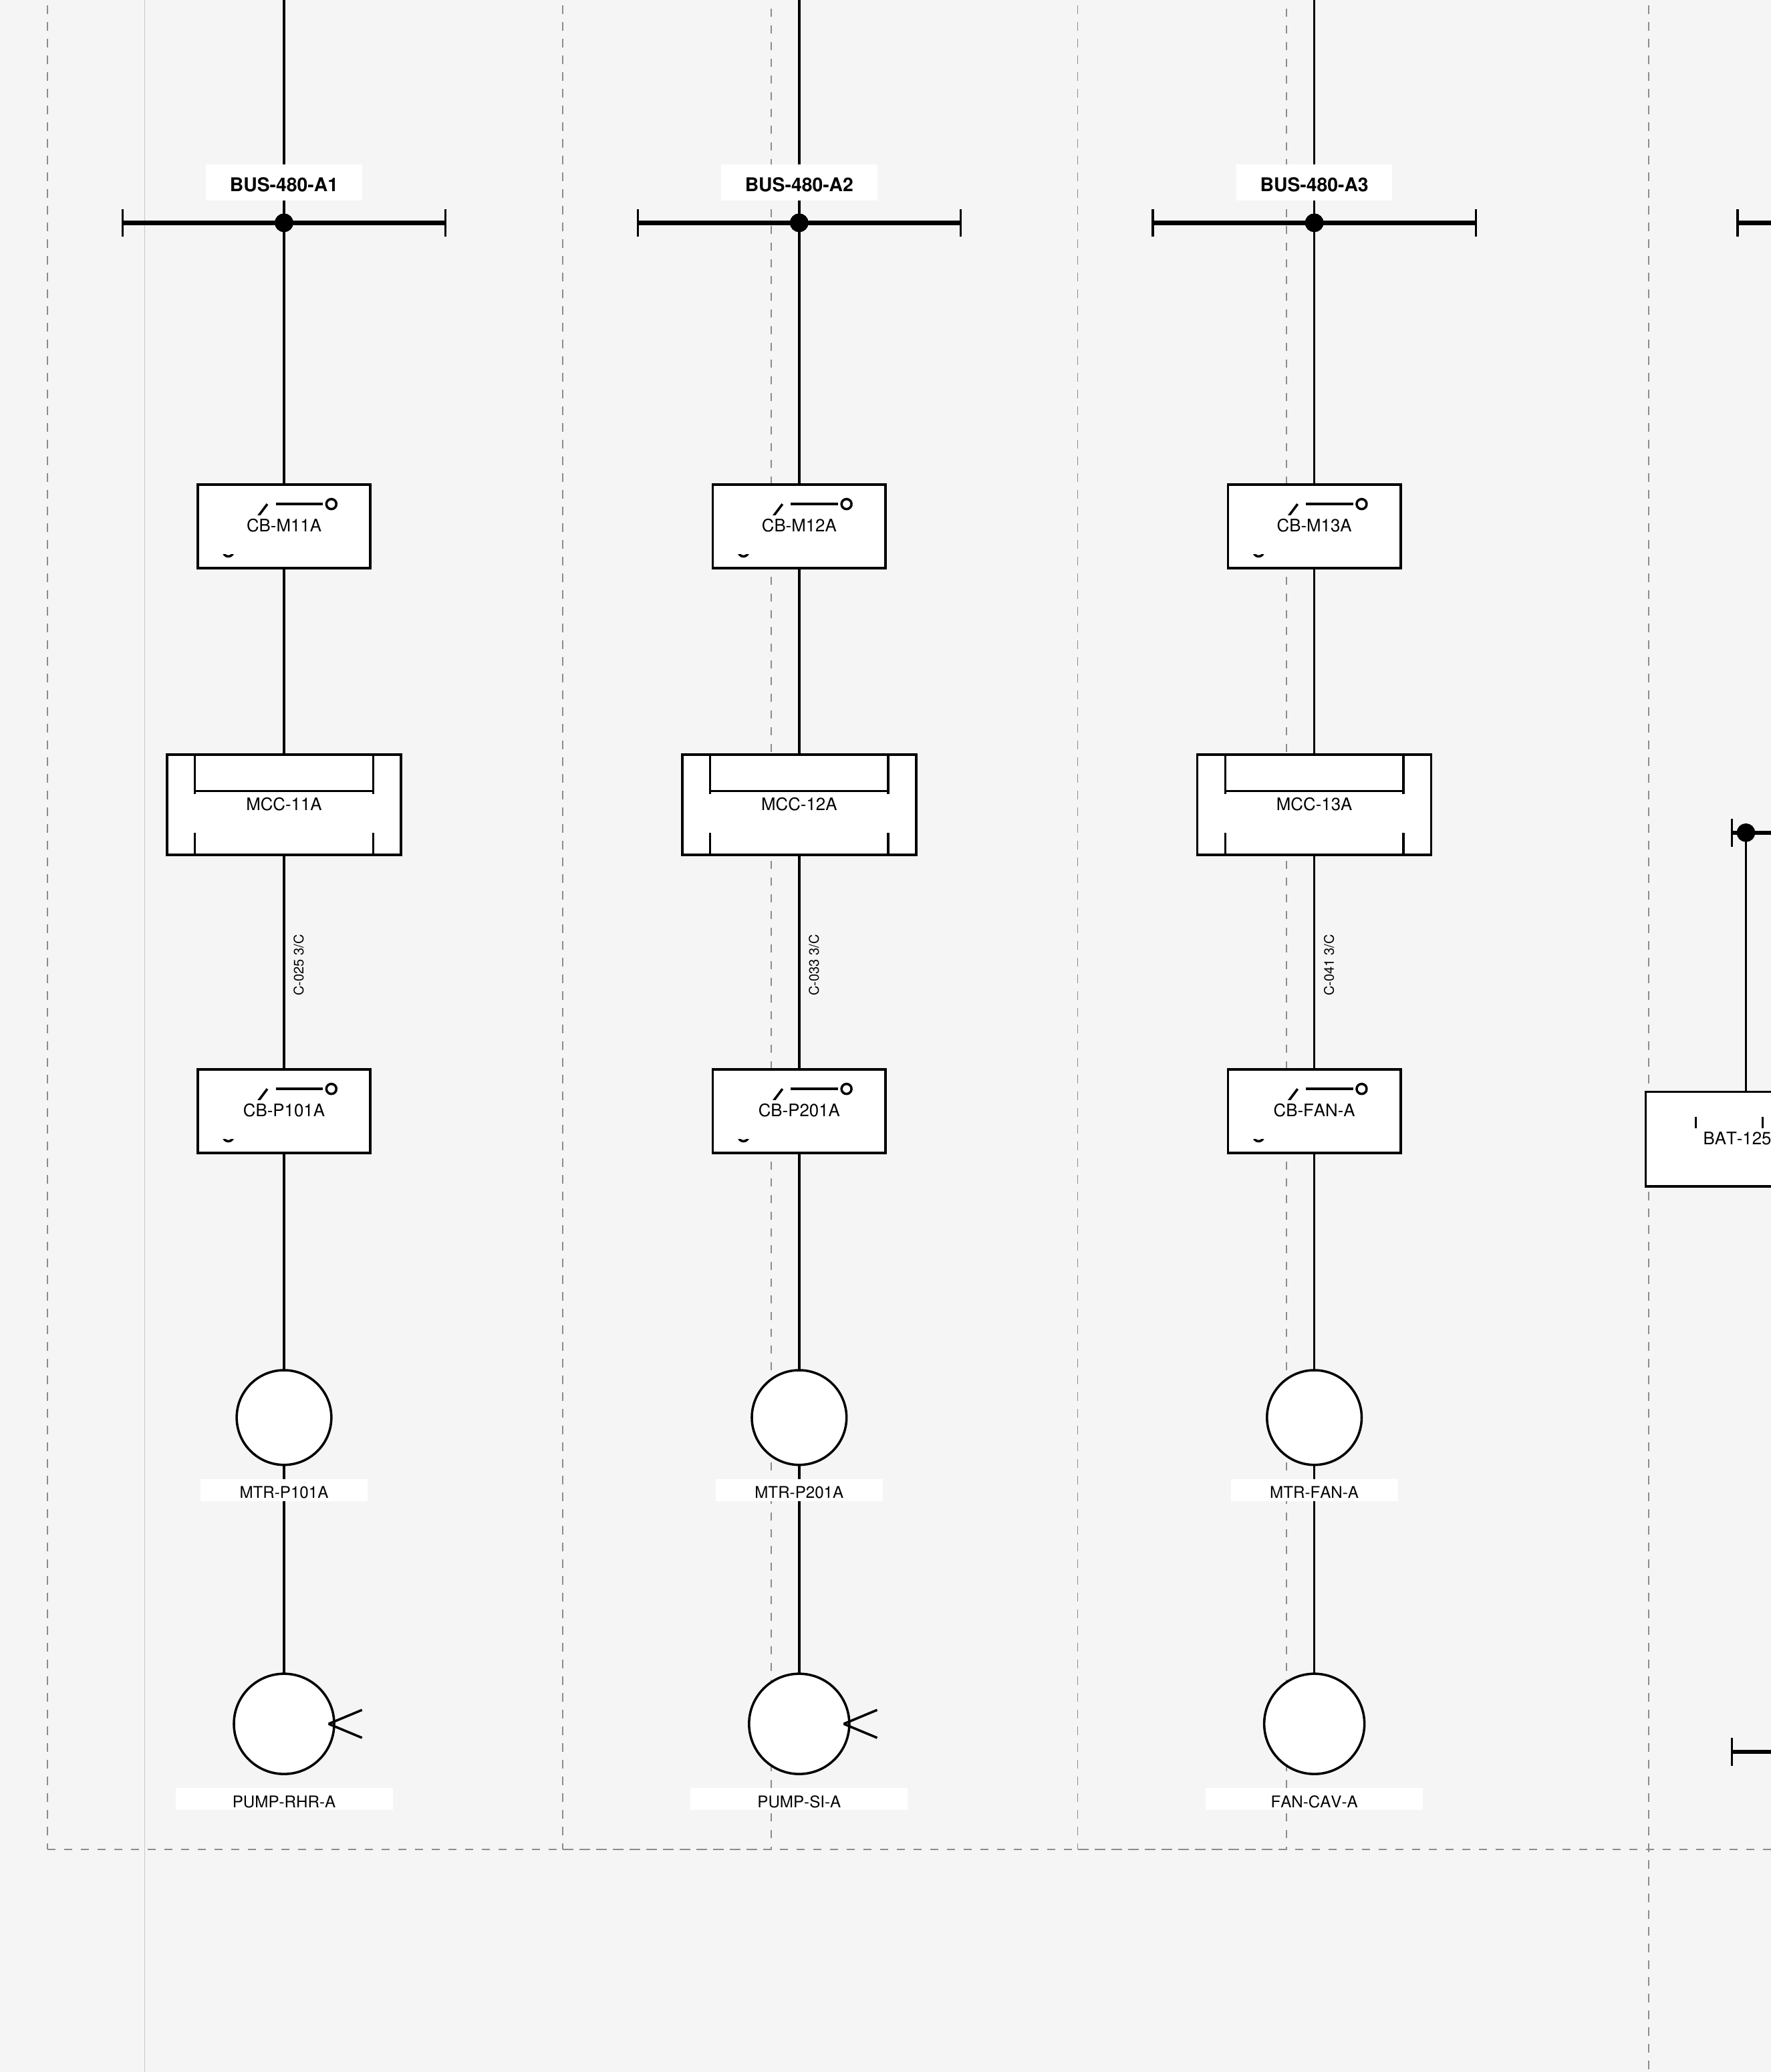 BUS-480-A1
BUS-480-A2
BUS-480-A3
CB-M11A
CB-M12A
CB-M13A
MCC-11A
MCC-12A
MCC-13A
C-025 3/C
C-033 3/C
C-041 3/C
CB-P101A
CB-P201A
CB-FAN-A
BAT-125
MTR-P101A
MTR-P201A
MTR-FAN-A
PUMP-RHR-A
PUMP-SI-A
FAN-CAV-A